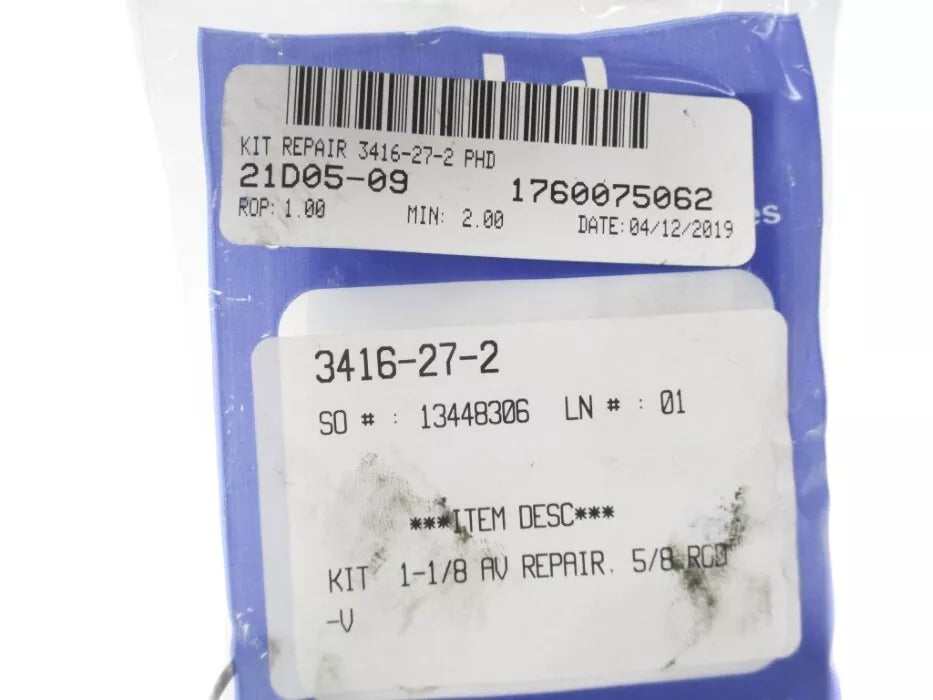 KIT REPAIR 3416-27-2 PHD
21D05-09 1760075062
ROP: 1.00 MIN: 2.00 DATE: 04/12/2019
3416-27-2
SO # : 13448306 LN # : 01
***ITEM DESC***
KIT 1-1/8 AV REPAIR. 5/8 ROD
-V